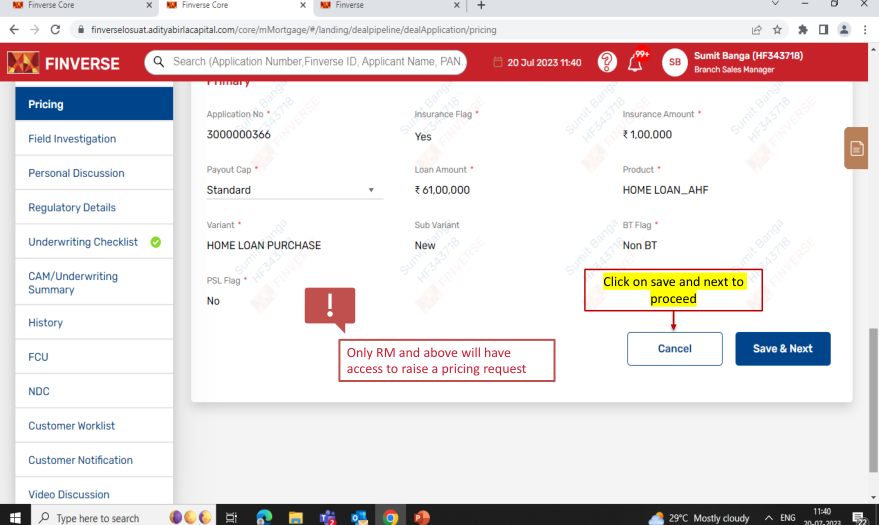 Finverse Core
Finverse Core
Finverse
finverselosuat.adityabirlacapital.com/core/mMortgage/#/landing/dealpipeline/dealApplication/pricing
FINVERSE
Search (Application Number,Finverse ID, Applicant Name, PAN..
20 Jul 2023 11:40
99+
SB
Sumit Banga (HF343718)
Branch Sales Manager
Pricing
Field Investigation
Personal Discussion
Regulatory Details
Underwriting Checklist
CAM/Underwriting
Summary
History
FCU
NDC
Customer Worklist
Customer Notification
Video Discussion
Primary
Application No *
3000000366
Insurance Flag *
Yes
Insurance Amount *
₹ 1,00,000
Payout Cap *
Standard
Loan Amount *
₹ 61,00,000
Product *
HOME LOAN_AHF
Variant *
HOME LOAN PURCHASE
Sub Variant
New
BT Flag *
Non BT
PSL Flag *
No
!
Only RM and above will have
access to raise a pricing request
Click on save and next to
proceed
Cancel
Save & Next
Sumit Banga
HF343718
FINVERSE
Type here to search
29°C Mostly cloudy
ENG
11:40
20-07-2023
22